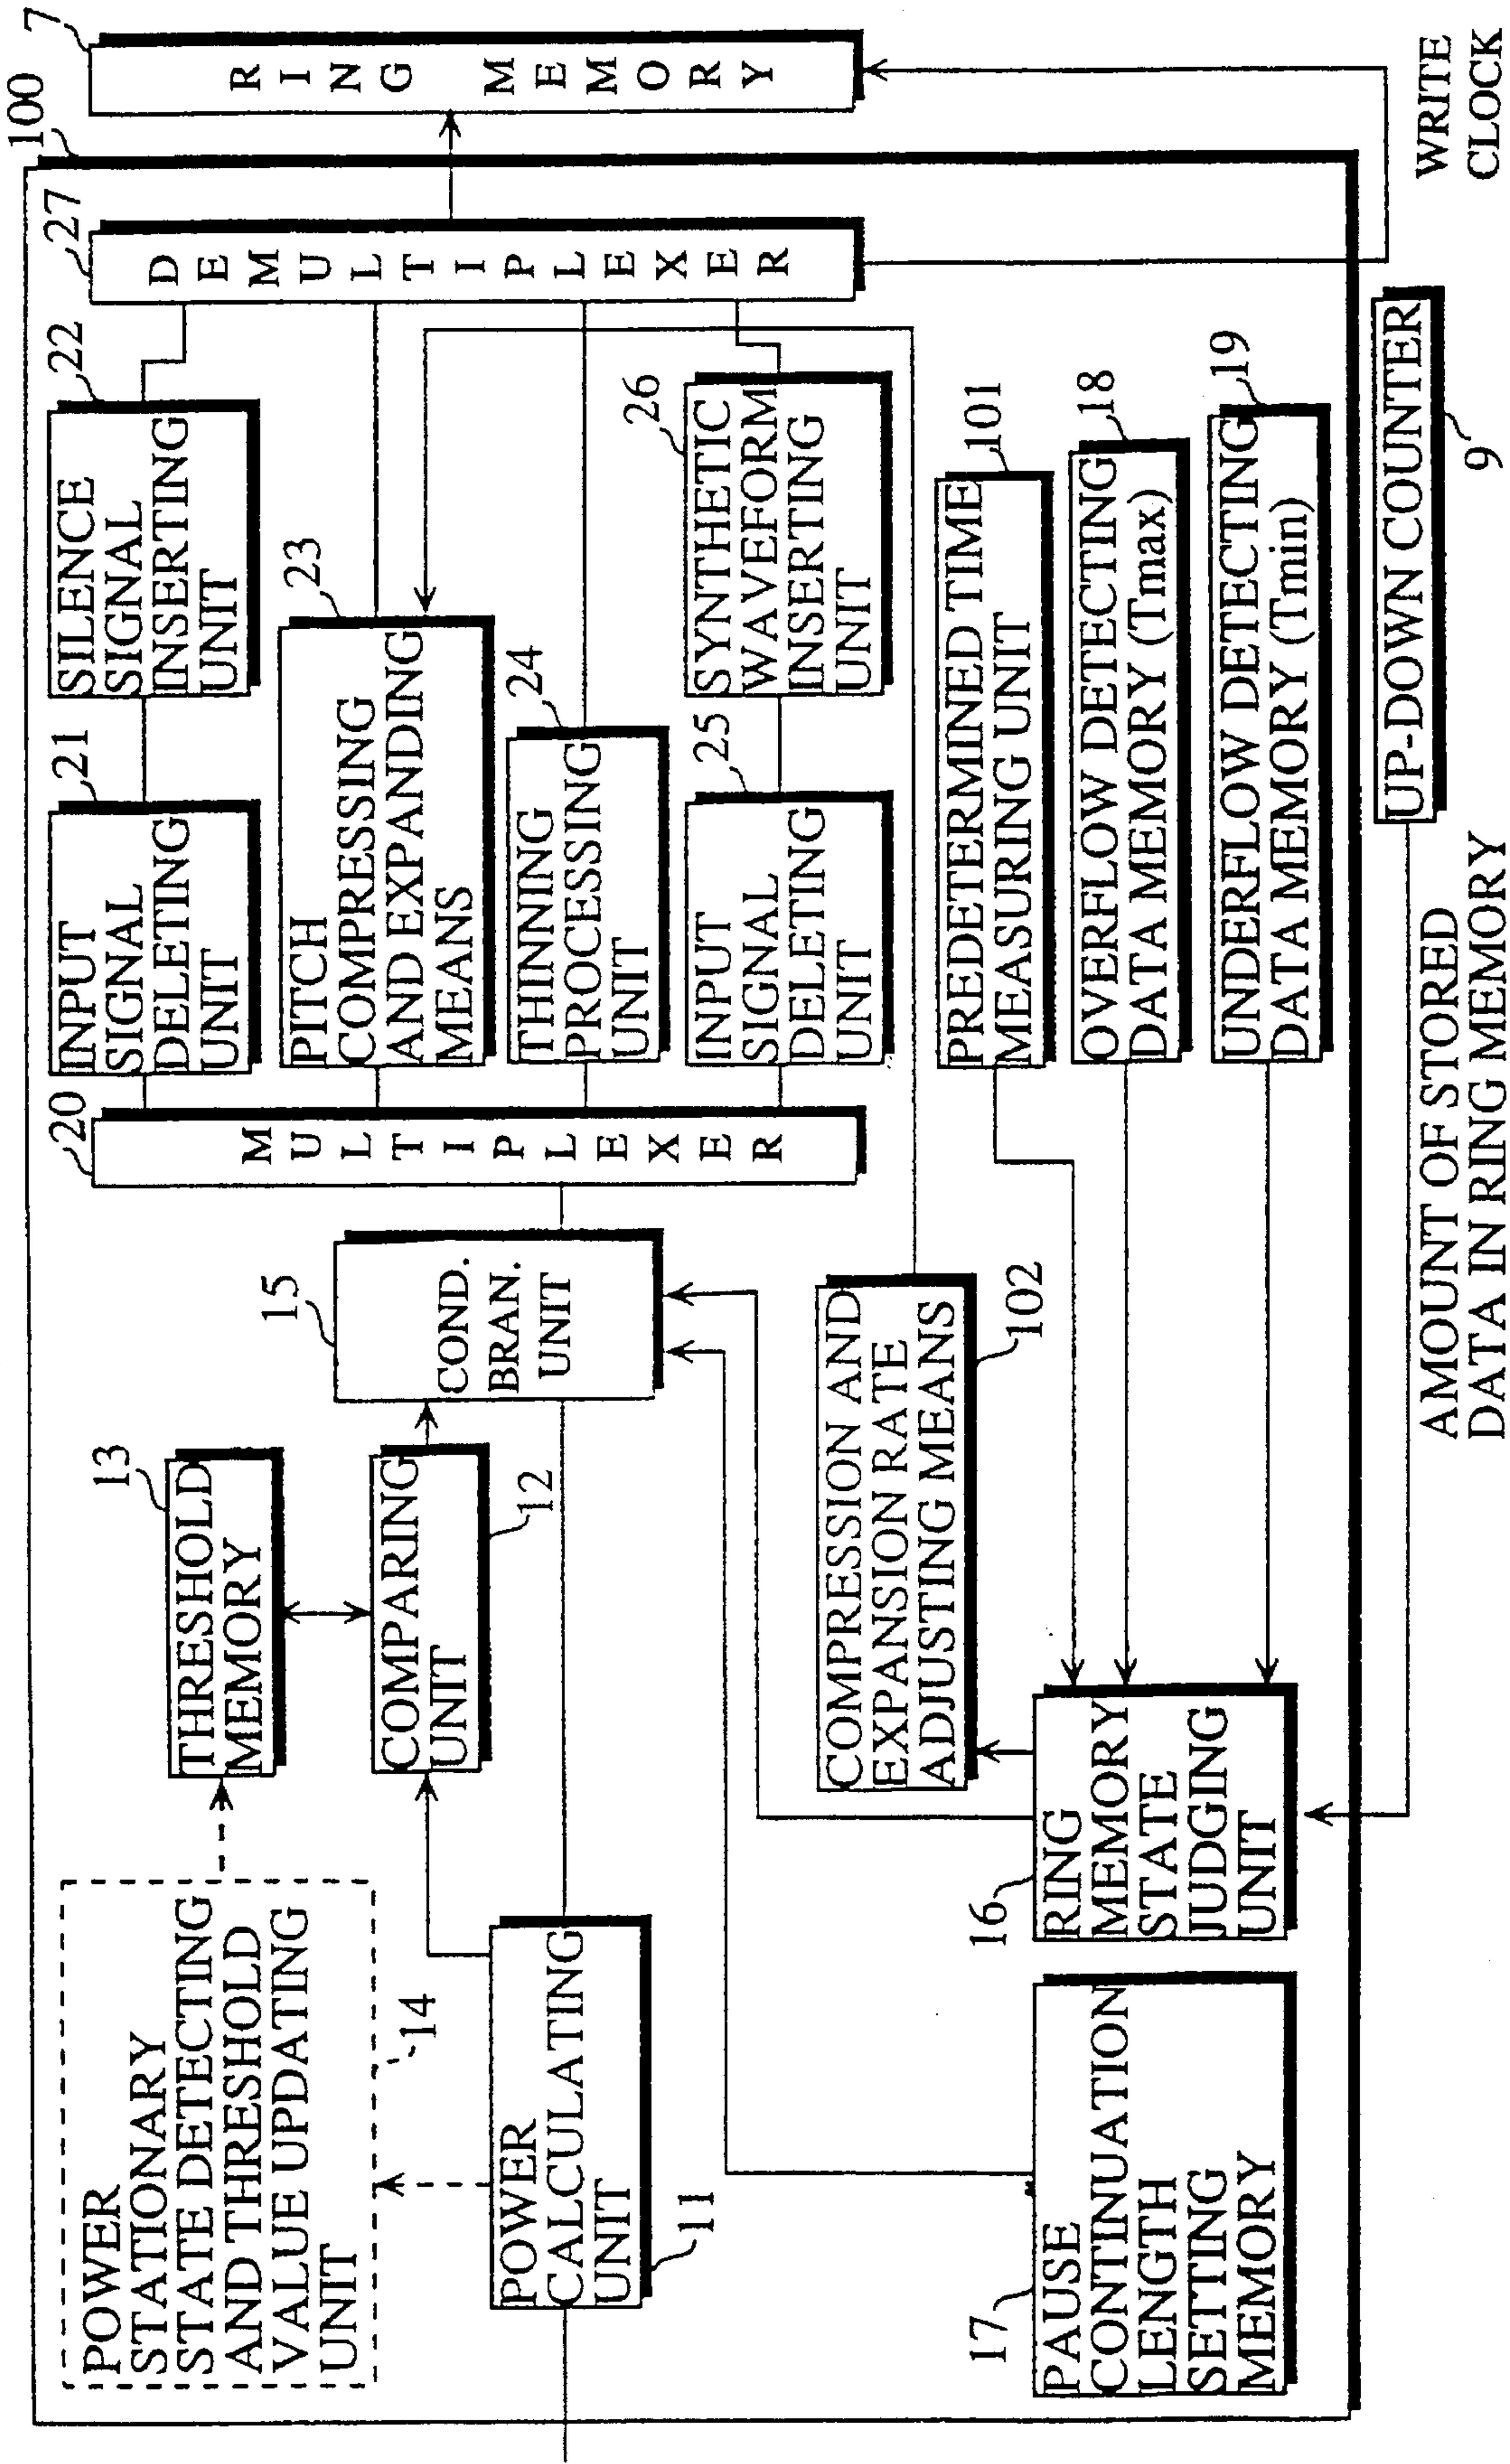 100
7
RING MEMORY
27
DEMULTIPLEXER
22
SILENCE
SIGNAL
INSERTING
UNIT
21
INPUT
SIGNAL
DELETING
UNIT
23
PITCH
COMPRESSING
AND EXPANDING
MEANS
24
THINNING
PROCESSING
UNIT
26
SYNTHETIC
WAVEFORM
INSERTING
UNIT
25
INPUT
SIGNAL
DELETING
UNIT
20
MULTIPLEXER
15
COND.
BRAN.
UNIT
13
THRESHOLD
MEMORY
COMPARING
UNIT
12
POWER
STATIONARY
STATE DETECTING
AND THRESHOLD
VALUE UPDATING
UNIT
14
POWER
CALCULATING
UNIT
11
101
PREDETERMINED TIME
MEASURING UNIT
18
OVERFLOW DETECTING
DATA MEMORY (Tmax)
19
UNDERFLOW DETECTING
DATA MEMORY (Tmin)
COMPRESSION AND
EXPANSION RATE
ADJUSTING MEANS
102
16
RING
MEMORY
STATE
JUDGING
UNIT
17
PAUSE
CONTINUATION
LENGTH
SETTING
MEMORY
UP-DOWN COUNTER
9
WRITE
CLOCK
AMOUNT OF STORED
DATA IN RING MEMORY